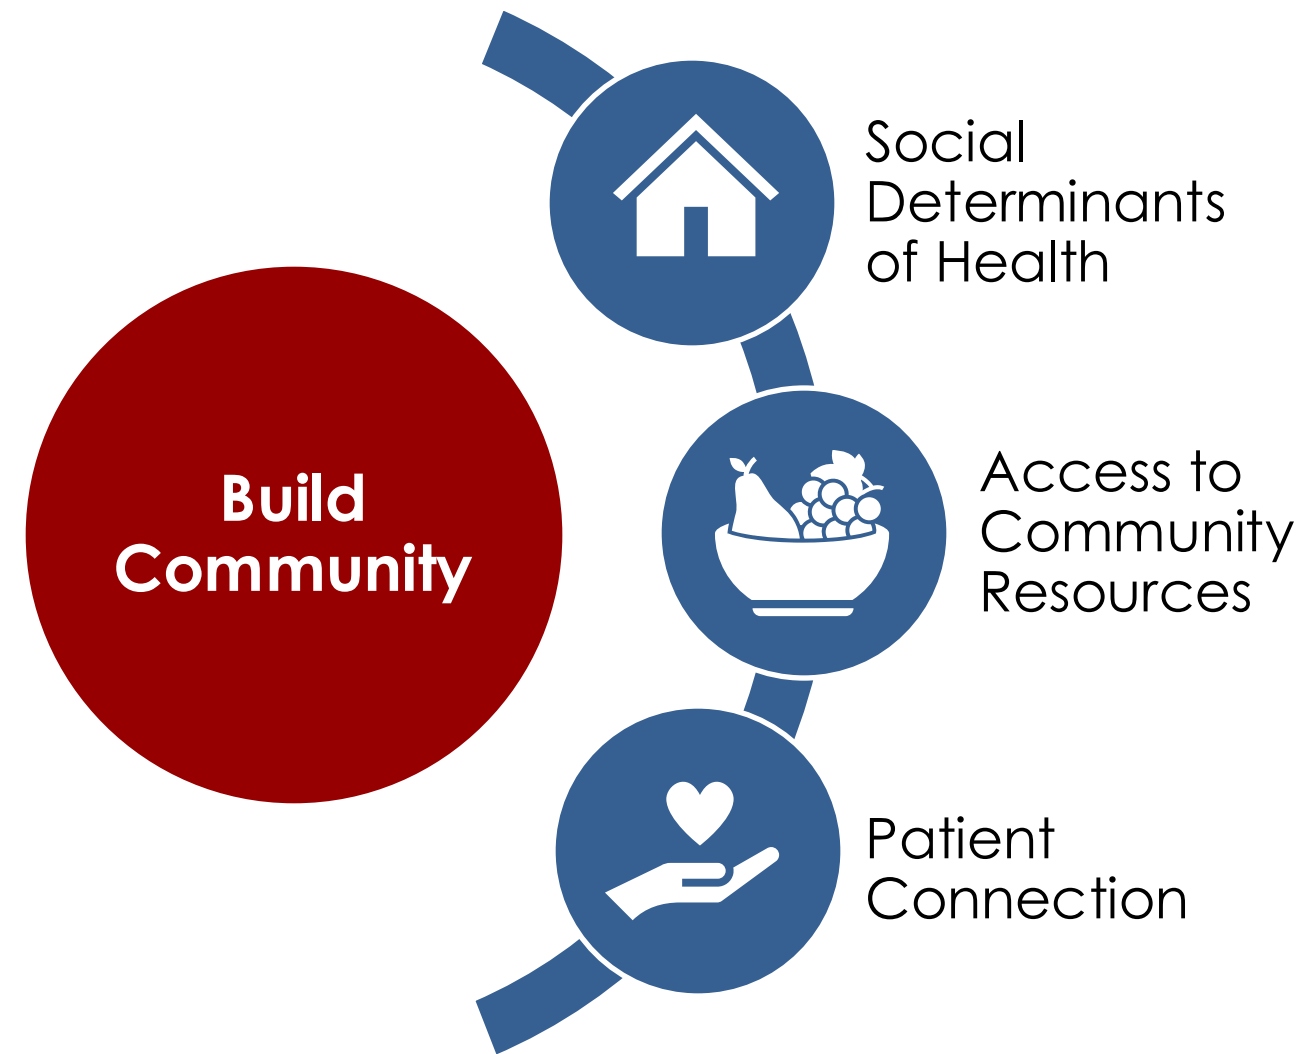 Build
Community
Social
Determinants
of Health
Access to
Community
Resources
Patient
Connection